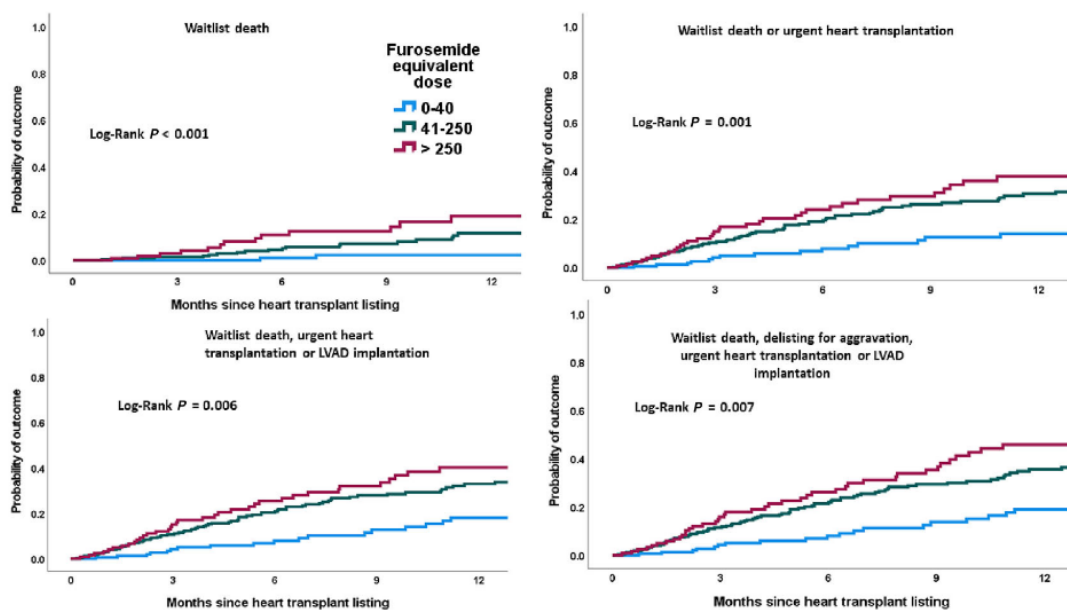 Waitlist death
Furosemide
equivalent
dose
0-40
41-250
> 250
Log-Rank P < 0.001
Probability of outcome
1.0
0.8
0.6
0.4
0.2
0.0
0
3
6
9
12
Months since heart transplant listing
Waitlist death or urgent heart transplantation
Log-Rank P = 0.001
Probability of outcome
1.0
0.8
0.6
0.4
0.2
0.0
0
3
6
9
12
Months since heart transplant listing
Waitlist death, urgent heart
transplantation or LVAD implantation
Log-Rank P = 0.006
Probability of outcome
1.0
0.8
0.6
0.4
0.2
0.0
0
3
6
9
12
Months since heart transplant listing
Waitlist death, delisting for aggravation,
urgent heart transplantation or LVAD
implantation
Log-Rank P = 0.007
Probability of outcome
1.0
0.8
0.6
0.4
0.2
0.0
0
3
6
9
12
Months since heart transplant listing